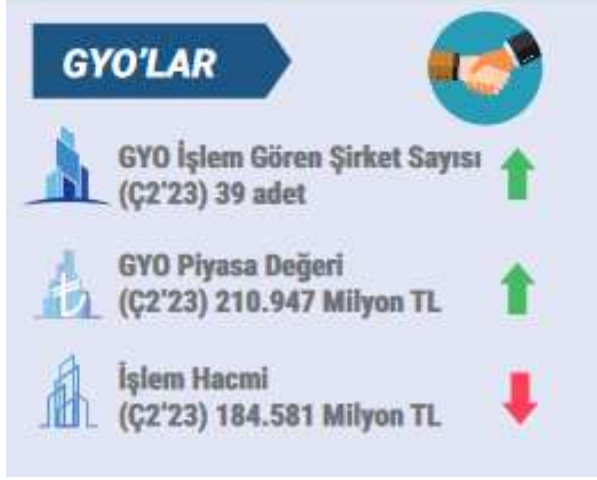 GYO'LAR
GYO İşlem Gören Şirket Sayısı
(Ç2'23) 39 adet
GYO Piyasa Değeri
(Ç2'23) 210.947 Milyon TL
İşlem Hacmi
(Ç2'23) 184.581 Milyon TL